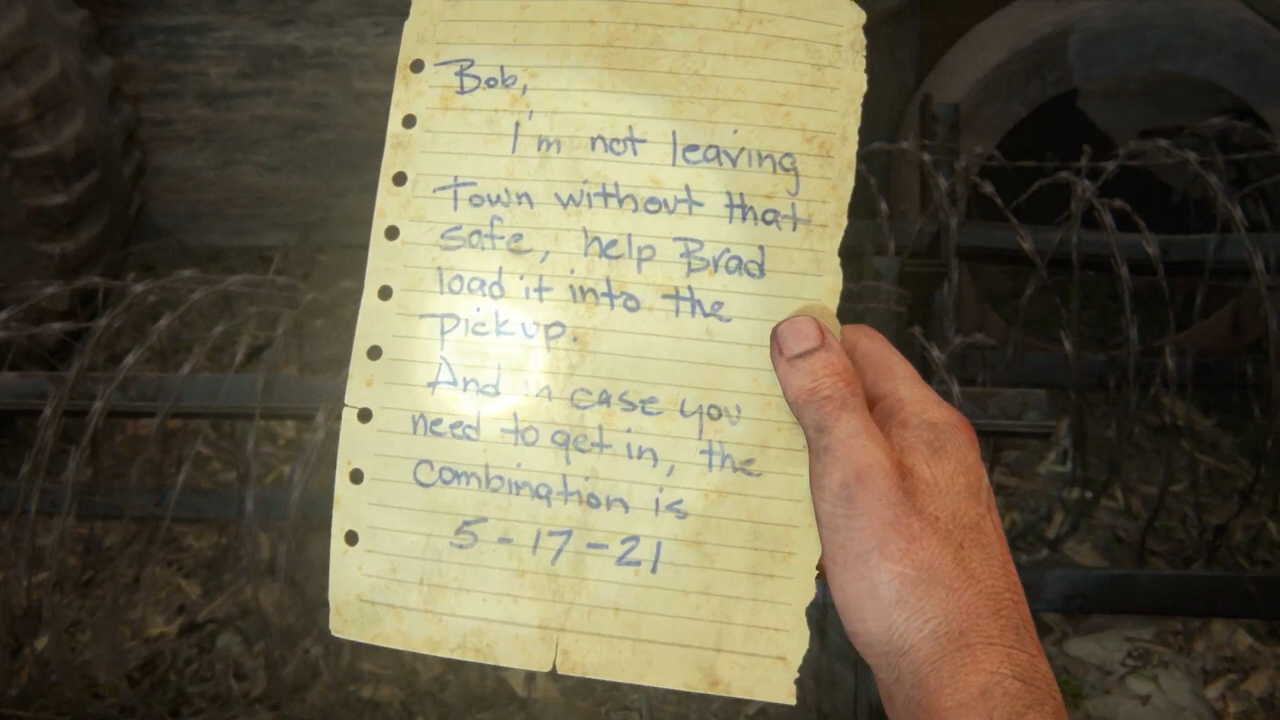 Bob,
I'm not leaving
Town without that
safe, help Brad
load it into the
pickup.
And in case you
need to get in, the
combination is
5-17-21